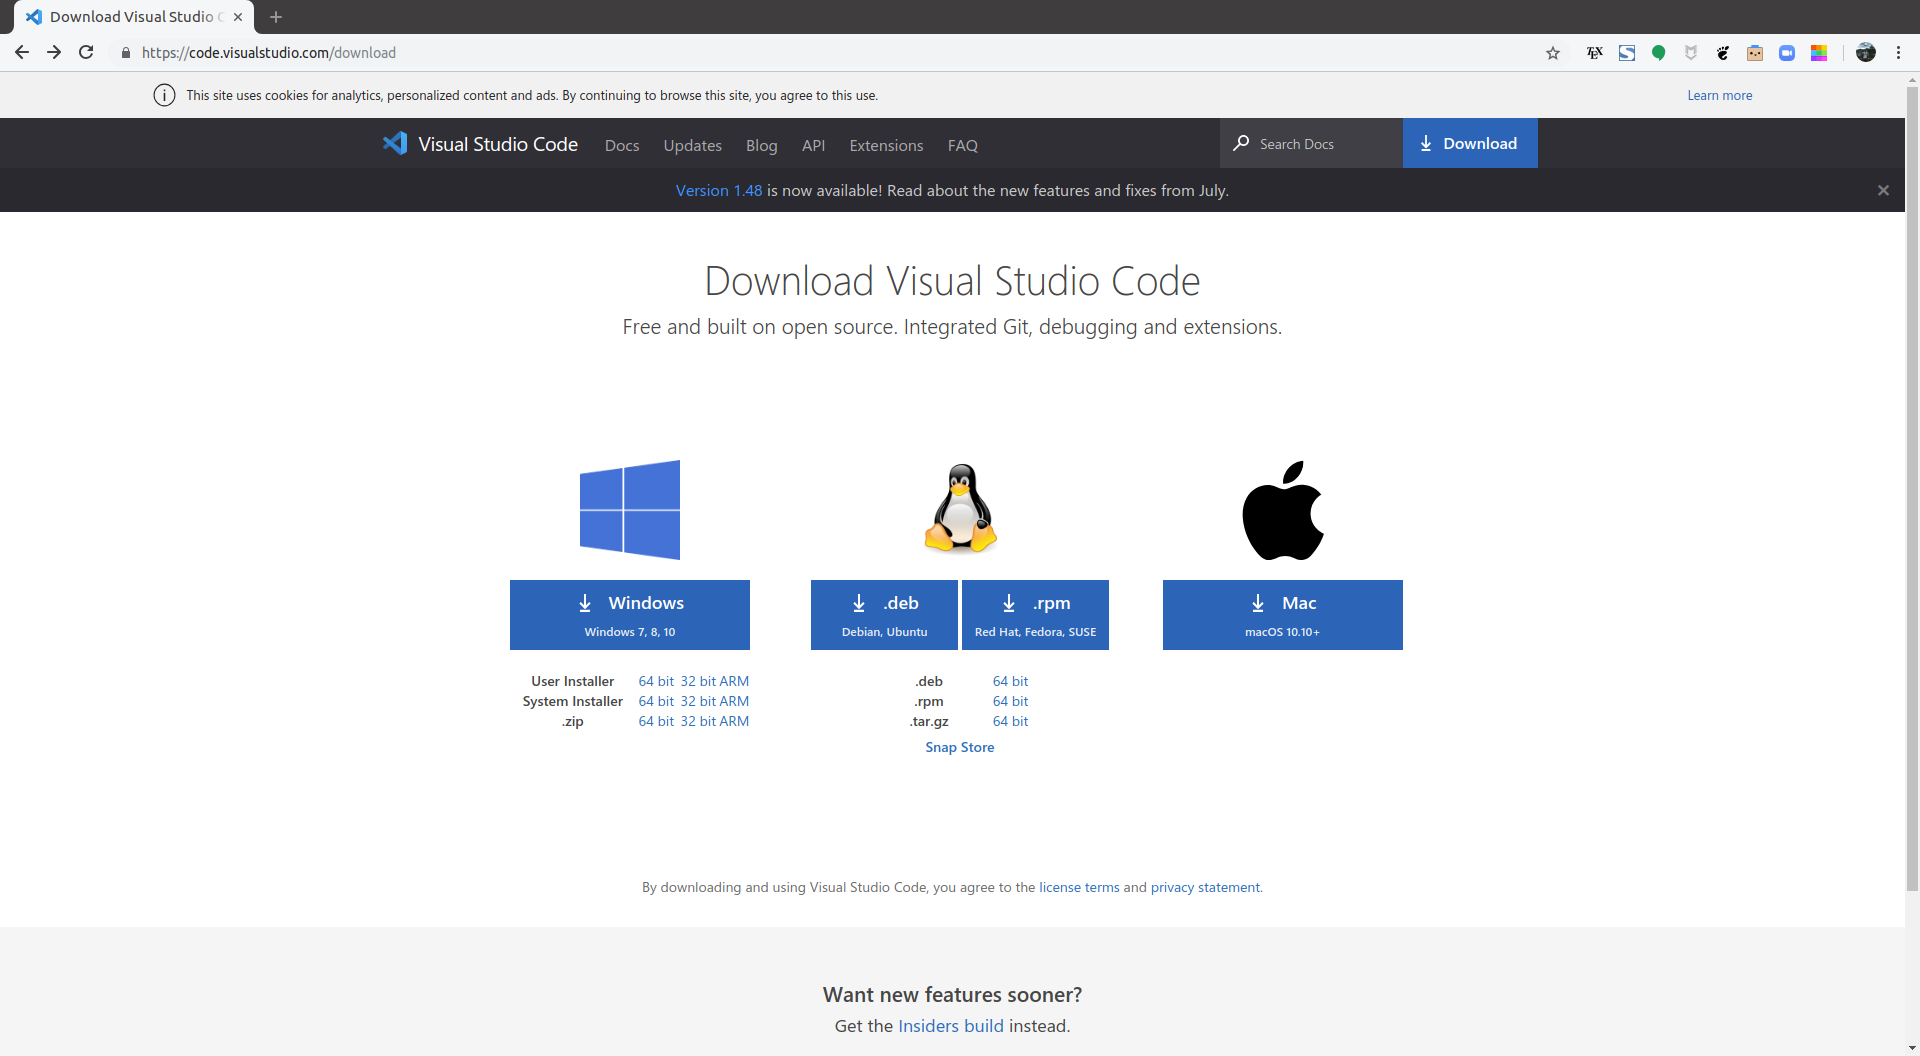 Download Visual Studio C
https://code.visualstudio.com/download
This site uses cookies for analytics, personalized content and ads. By continuing to browse this site, you agree to this use.
Learn more
Visual Studio Code Docs Updates Blog API Extensions FAQ Search Docs Download
Version 1.48 is now available! Read about the new features and fixes from July.
Download Visual Studio Code
Free and built on open source. Integrated Git, debugging and extensions.
Windows
Windows 7, 8, 10
.deb
Debian, Ubuntu
.rpm
Red Hat, Fedora, SUSE
Mac
macOS 10.10+
User Installer 64 bit 32 bit ARM
System Installer 64 bit 32 bit ARM
.zip 64 bit 32 bit ARM
.deb 64 bit
.rpm 64 bit
.tar.gz 64 bit
Snap Store
By downloading and using Visual Studio Code, you agree to the license terms and privacy statement.
Want new features sooner?
Get the Insiders build instead.